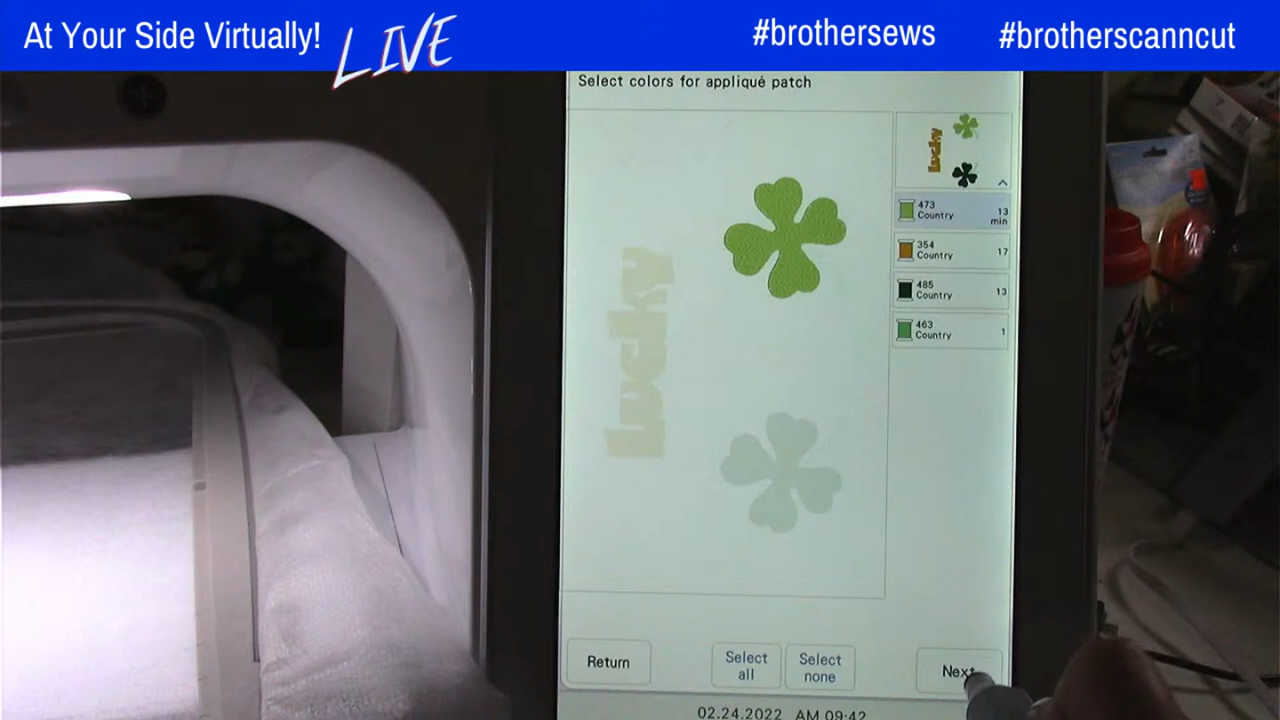 At Your Side Virtually! LIVE
#brothersews
#brotherscanncut
Select colors for appliqué patch
lucky
473
Country
13
min
354
Country
17
485
Country
13
463
Country
1
lucky
Return
Select
all
Select
none
Next
02.24.2022 AM 09:42